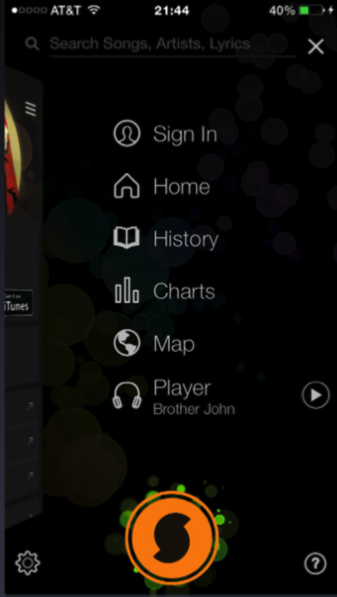 AT&T 21:44 40%
Search Songs, Artists, Lyrics
Sign In
Home
History
iTunes
Charts
Map
Player
Brother John
?